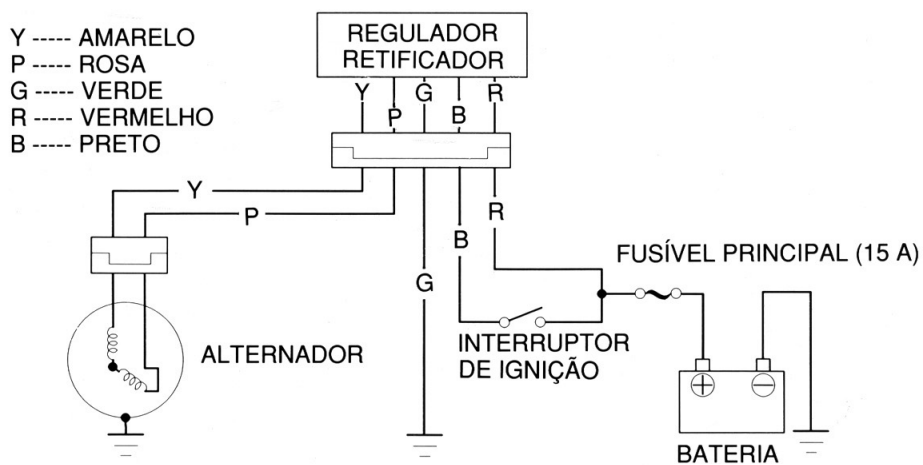 Y ----- AMARELO
P ----- ROSA
G ----- VERDE
R ----- VERMELHO
B ----- PRETO
REGULADOR
RETIFICADOR
Y
P
G
B
R
Y
P
G
B
R
FUSÍVEL PRINCIPAL (15 A)
ALTERNADOR
INTERRUPTOR
DE IGNIÇÃO
+
−
BATERIA